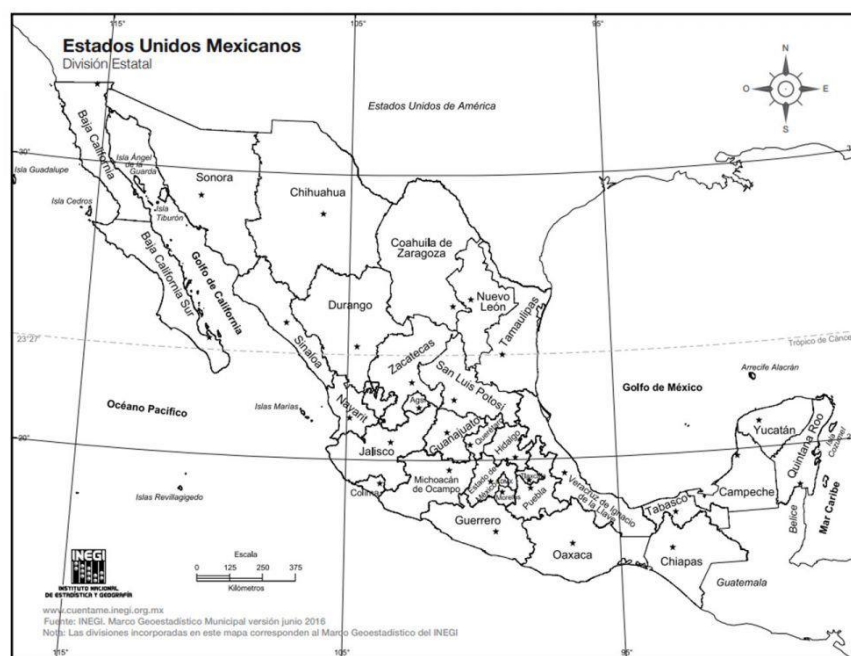 115°
105°
95°
Estados Unidos Mexicanos
División Estatal
N
O
E
S
Estados Unidos de América
30°
Isla Guadalupe
Isla Ángel
de la
Guarda
Baja California
Sonora
Chihuahua
Isla Cedros
Isla
Tiburón
Coahuila de
Zaragoza
Baja California Sur
Golfo de California
Nuevo
León
Durango
Tamaulipas
23°27'
Trópico de Cánce
Sinaloa
Zacatecas
San Luis Potosí
Arrecife Alacrán
Golfo de México
Océano Pacífico
Islas Marías
Nayarit
Ags
Yucatán
Quintana Roo
Isla
Cozumel
20°
Guanajuato
Querétaro
Hidalgo
Jalisco
Michoacán
de Ocampo
Estado de
México
Tlaxcala
Veracruz de Ignacio
de la Llave
Campeche
Mar Caribe
Islas Revillagigedo
Colima
Morelos
Puebla
Tabasco
Belice
Guerrero
Oaxaca
Chiapas
Guatemala
INEGI
INSTITUTO NACIONAL
DE ESTADÍSTICA Y GEOGRAFÍA
Escala
0 125 250 375
Kilómetros
www.cuentame.inegi.org.mx
Fuente: INEGI. Marco Geoestadístico Municipal versión junio 2016
Nota: Las divisiones incorporadas en este mapa corresponden al Marco Geoestadístico del INEGI
115°
105°
95°